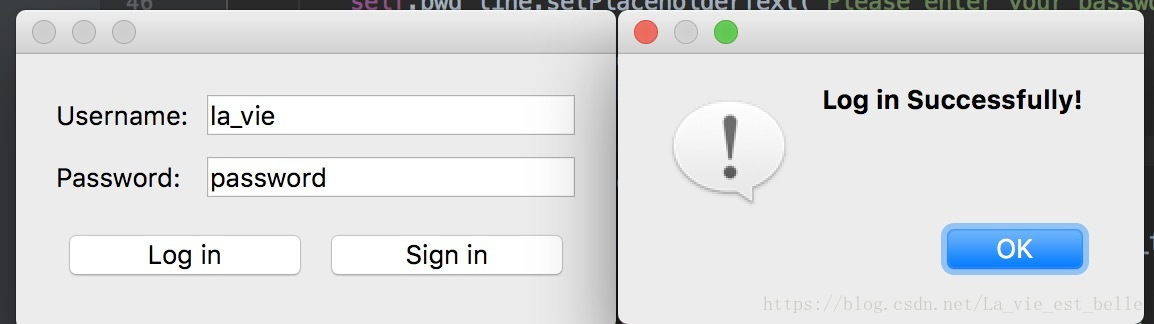 46 self.pwd_line.setPlaceholderText('Please enter your passwo
Username: la_vie
Password: password
Log in Sign in
Log in Successfully!
OK
https://blog.csdn.net/La_vie_est_belle